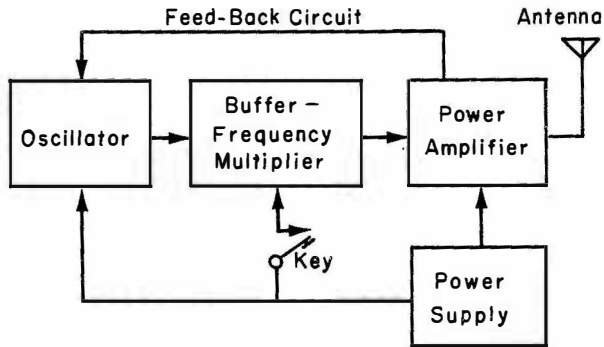 Feed-Back Circuit
Antenna
Oscillator
Buffer –
Frequency
Multiplier
Power
Amplifier
Key
Power
Supply